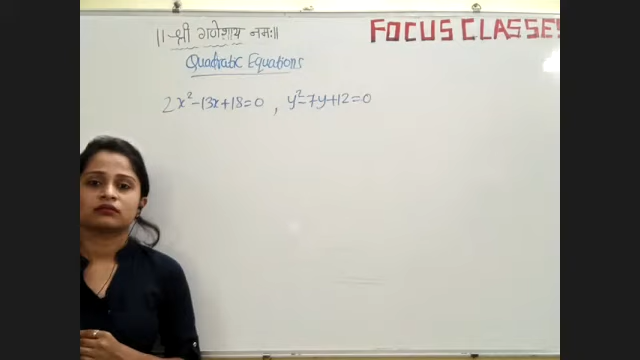 ॥ श्री गणेशाय नमः॥
FOCUS CLASSES
Quadratic Equations
2x²-13x+18=0 , y²-7y+12=0